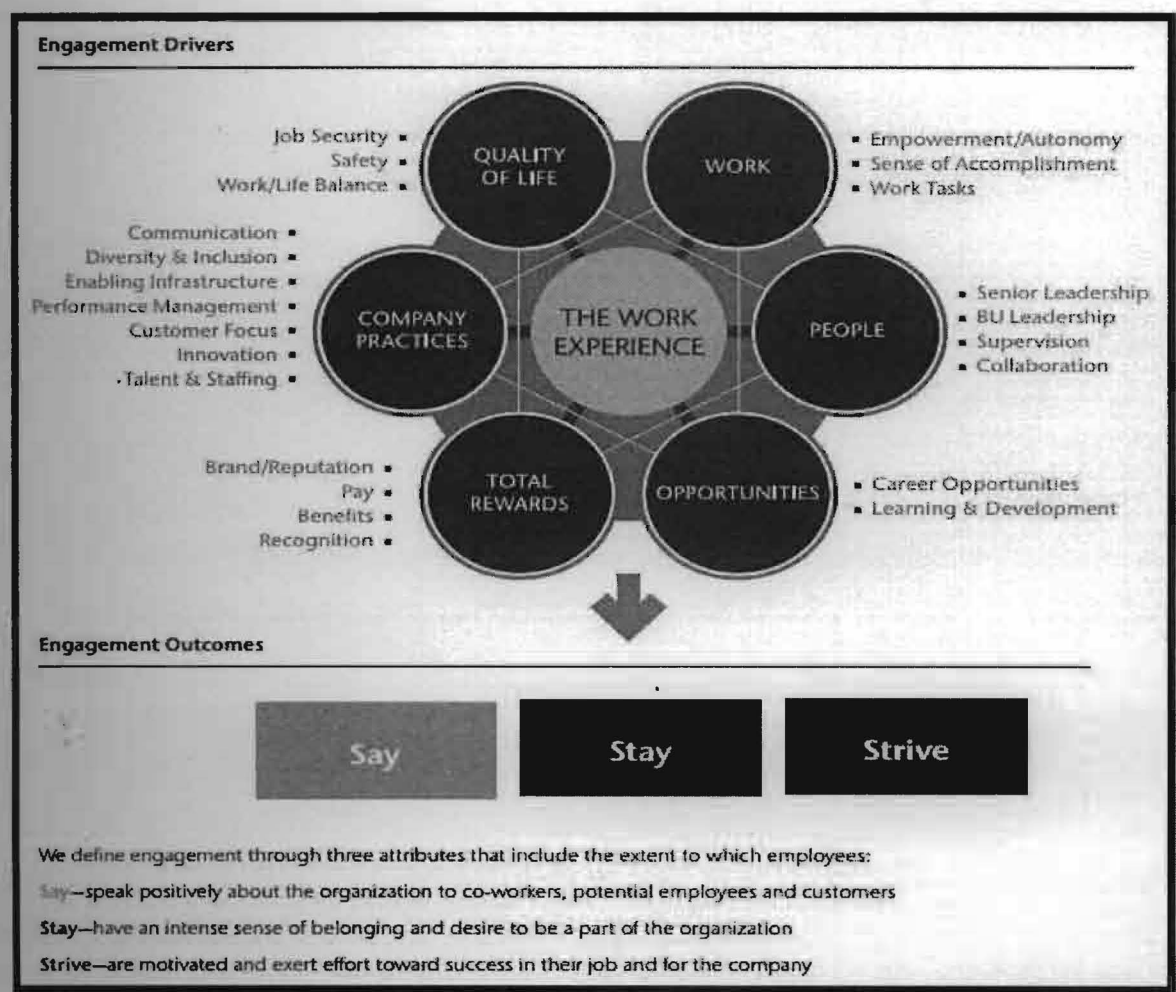 Engagement Drivers
Job Security
Safety
Work/Life Balance
QUALITY
OF LIFE
WORK
Empowerment/Autonomy
Sense of Accomplishment
Work Tasks
Communication
Diversity & Inclusion
Enabling Infrastructure
Performance Management
Customer Focus
Innovation
Talent & Staffing
COMPANY
PRACTICES
THE WORK
EXPERIENCE
PEOPLE
Senior Leadership
BU Leadership
Supervision
Collaboration
Brand/Reputation
Pay
Benefits
Recognition
TOTAL
REWARDS
OPPORTUNITIES
Career Opportunities
Learning & Development
Engagement Outcomes
Say
Stay
Strive
We define engagement through three attributes that include the extent to which employees:
Say—speak positively about the organization to co-workers, potential employees and customers
Stay—have an intense sense of belonging and desire to be a part of the organization
Strive—are motivated and exert effort toward success in their job and for the company